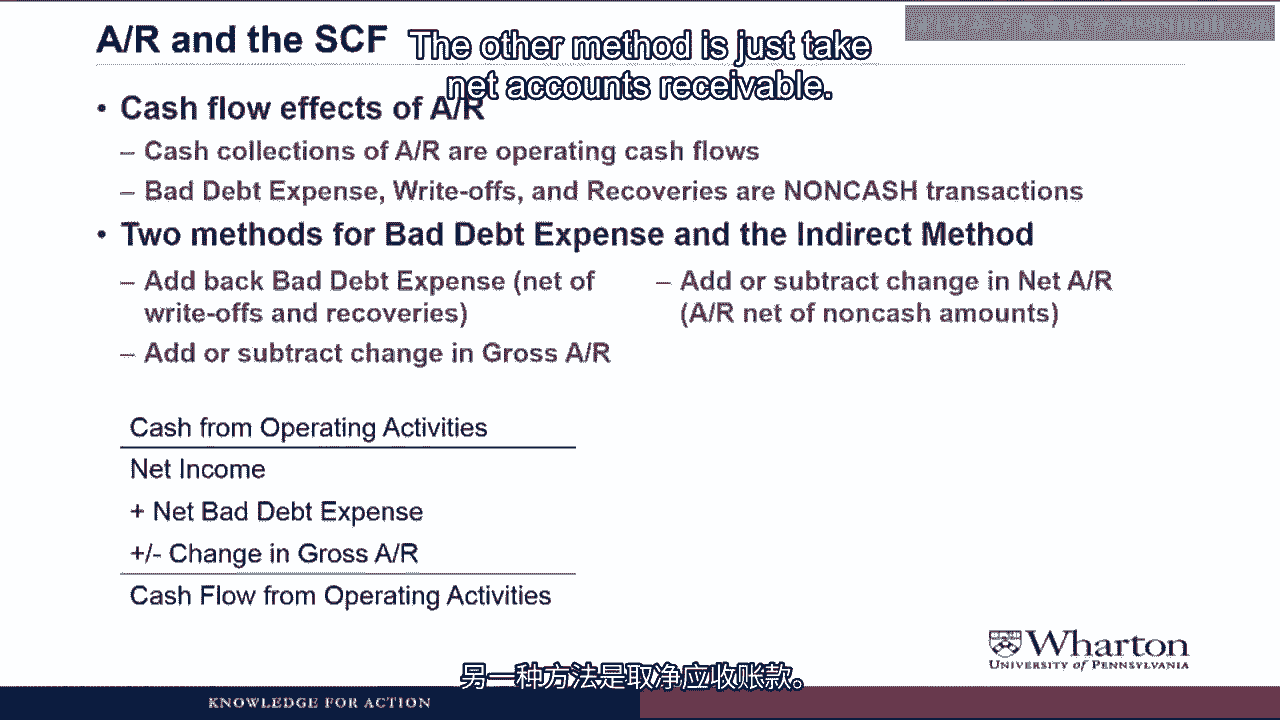 A/R and the SCF
The other method is just take
net accounts receivable.
• Cash flow effects of A/R
– Cash collections of A/R are operating cash flows
– Bad Debt Expense, Write-offs, and Recoveries are NONCASH transactions
• Two methods for Bad Debt Expense and the Indirect Method
– Add back Bad Debt Expense (net of
write-offs and recoveries)
– Add or subtract change in Gross A/R
– Add or subtract change in Net A/R
(A/R net of noncash amounts)
Cash from Operating Activities
Net Income
+ Net Bad Debt Expense
+/- Change in Gross A/R
Cash Flow from Operating Activities
Wharton
UNIVERSITY of PENNSYLVANIA
另一种方法是取净应收账款。
KNOWLEDGE FOR ACTION